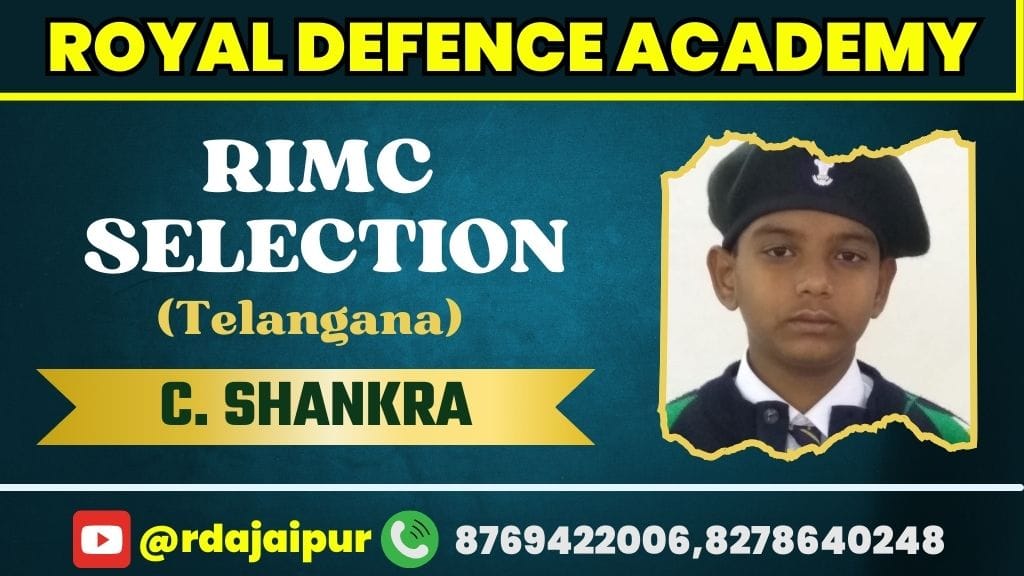 ROYAL DEFENCE ACADEMY
RIMC
SELECTION
(Telangana)
C. SHANKRA
@rdajaipur 8769422006,8278640248